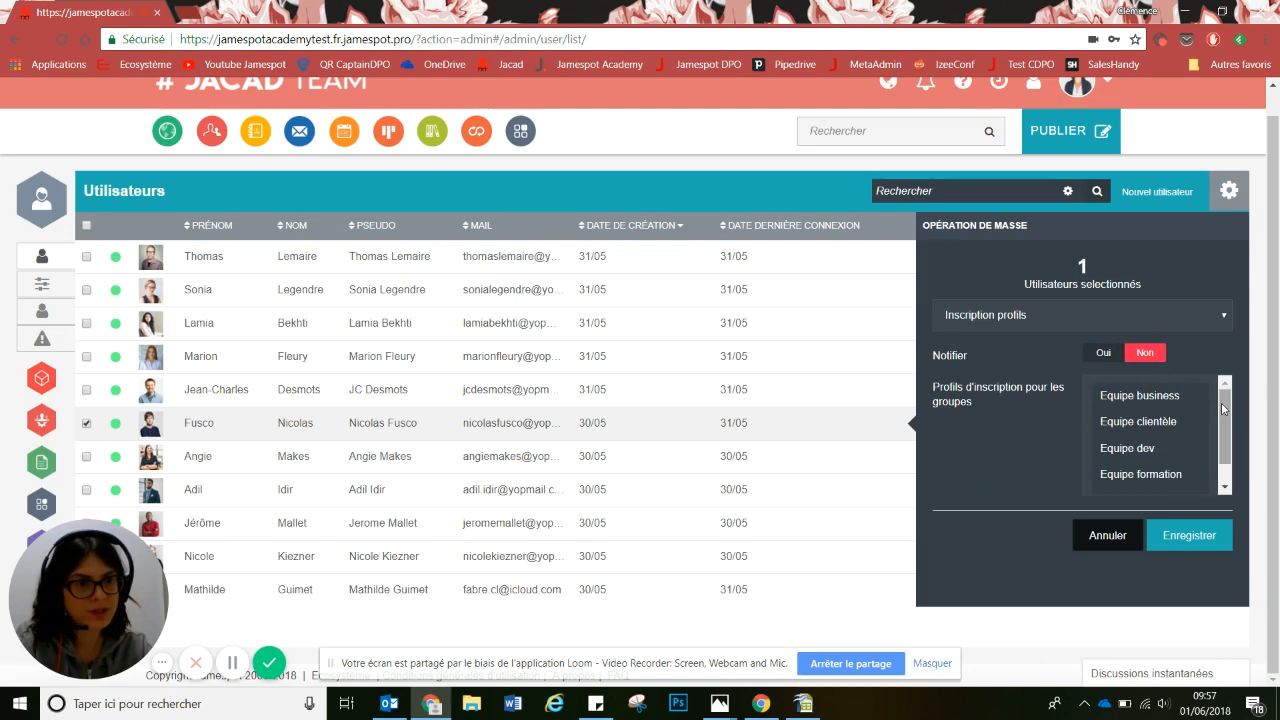 https://jamespotacad
Clémence
Sécurisé https://jamespotacademytest.fr.jamespot.pro/?action=admin#/admin/user/list/
Applications Ecosystème Youtube Jamespot QR CaptainDPO OneDrive Jacad Jamespot Academy Jamespot DPO Pipedrive MetaAdmin IzeeConf Test CDPO SalesHandy Autres favoris
# JACAD TEAM
Rechercher
PUBLIER
Utilisateurs
Rechercher
Nouvel utilisateur
PRÉNOM NOM PSEUDO MAIL DATE DE CRÉATION DATE DERNIÈRE CONNEXION
Thomas Lemaire Thomas Lemaire thomaslemaire@y... 31/05 31/05
Sonia Legendre Sonia Legendre sonialegendre@yo... 31/05 31/05
Lamia Bekhti Lamia Bekhti lamiabekhti@yop... 31/05 31/05
Marion Fleury Marion Fleury marionfleury@yo... 31/05 31/05
Jean-Charles Desmots JC Desmots jcdesmots@yopm... 31/05 31/05
Fusco Nicolas Nicolas Fusco nicolasfusco@yo... 30/05 31/05
Angie Makes Angie Makes angiemakes@yop... 30/05 31/05
Adil Idir Adil Idir adil.idir@yopmail.c... 30/05 31/05
Jérôme Mallet Jerome Mallet jeromemallet@yo... 30/05 31/05
Nicole Kiezner Nicole Kiezner nicolekiezner@yop... 30/05 31/05
Mathilde Guimet Mathilde Guimet fabre.cl@icloud.com 30/05 31/05
OPÉRATION DE MASSE
1
Utilisateurs selectionnés
Inscription profils
Notifier Oui Non
Profils d'inscription pour les
groupes
Equipe business
Equipe clientèle
Equipe dev
Equipe formation
Annuler Enregistrer
Votre écran est partagé par le biais de l'application Loom - Video Recorder: Screen, Webcam and Mic. Arrêter le partage Masquer
Discussions instantanées
Taper ici pour rechercher
09:57
01/06/2018
18